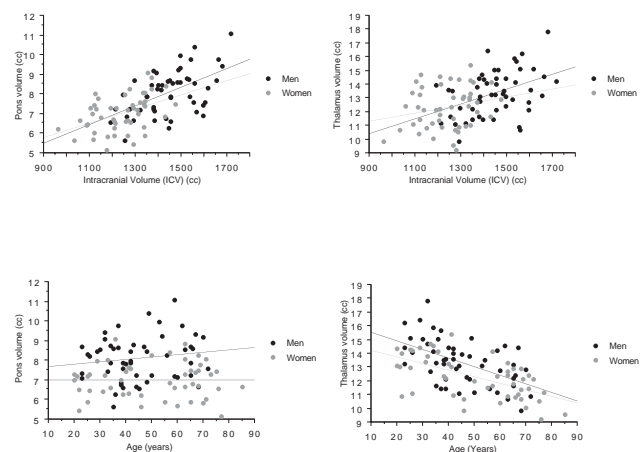 Pons volume (cc)
12
11
10
9
8
7
6
5
900 1100 1300 1500 1700
Intracranial Volume (ICV) (cc)
Men
Women
Thalamus volume (cc)
19
18
17
16
15
14
13
12
11
10
9
900 1100 1300 1500 1700
Intracranial Volume (ICV) (cc)
Men
Women
Pons volume (cc)
12
11
10
9
8
7
6
5
10 20 30 40 50 60 70 80 90
Age (years)
Men
Women
Thalamus volume (cc)
19
18
17
16
15
14
13
12
11
10
9
10 20 30 40 50 60 70 80 90
Age (Years)
Men
Women